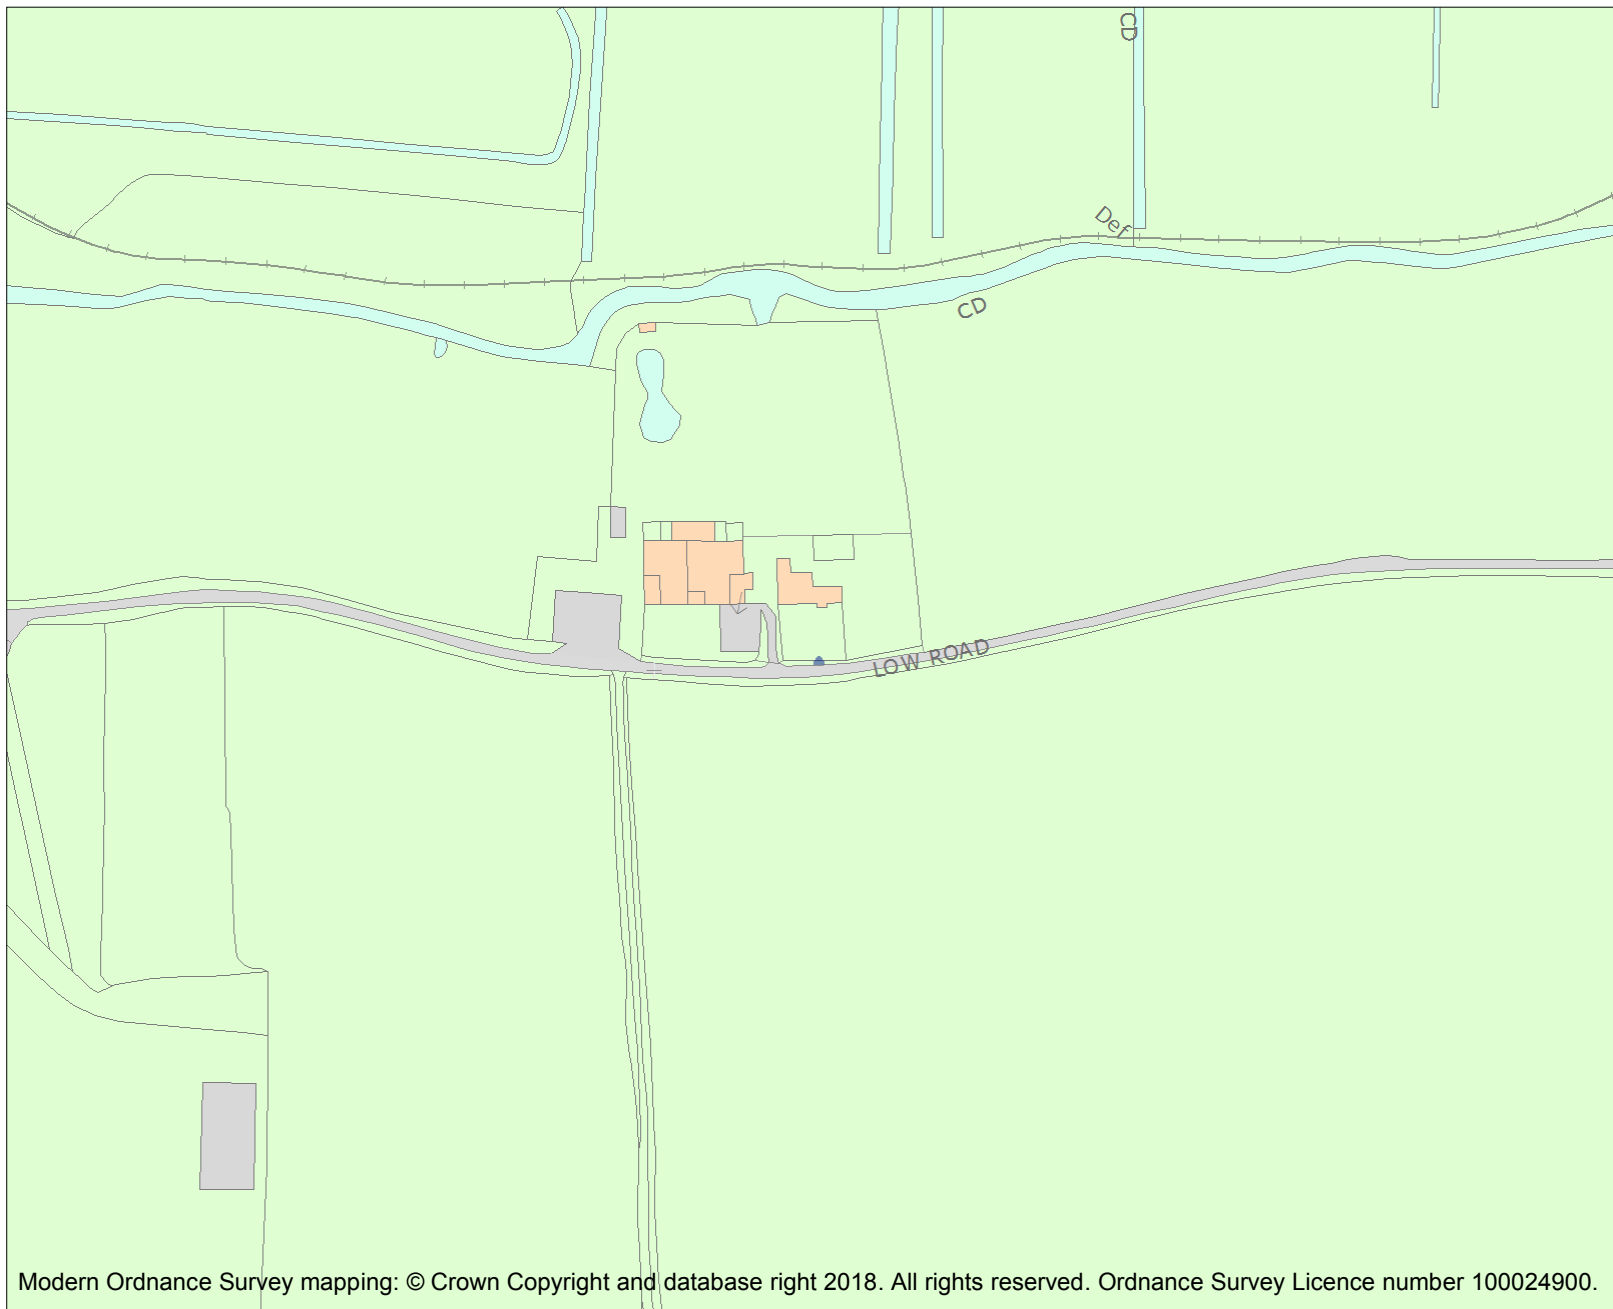 CD
Def
CD
LOW ROAD
Modern Ordnance Survey mapping: © Crown Copyright and database right 2018. All rights reserved. Ordnance Survey Licence number 100024900.